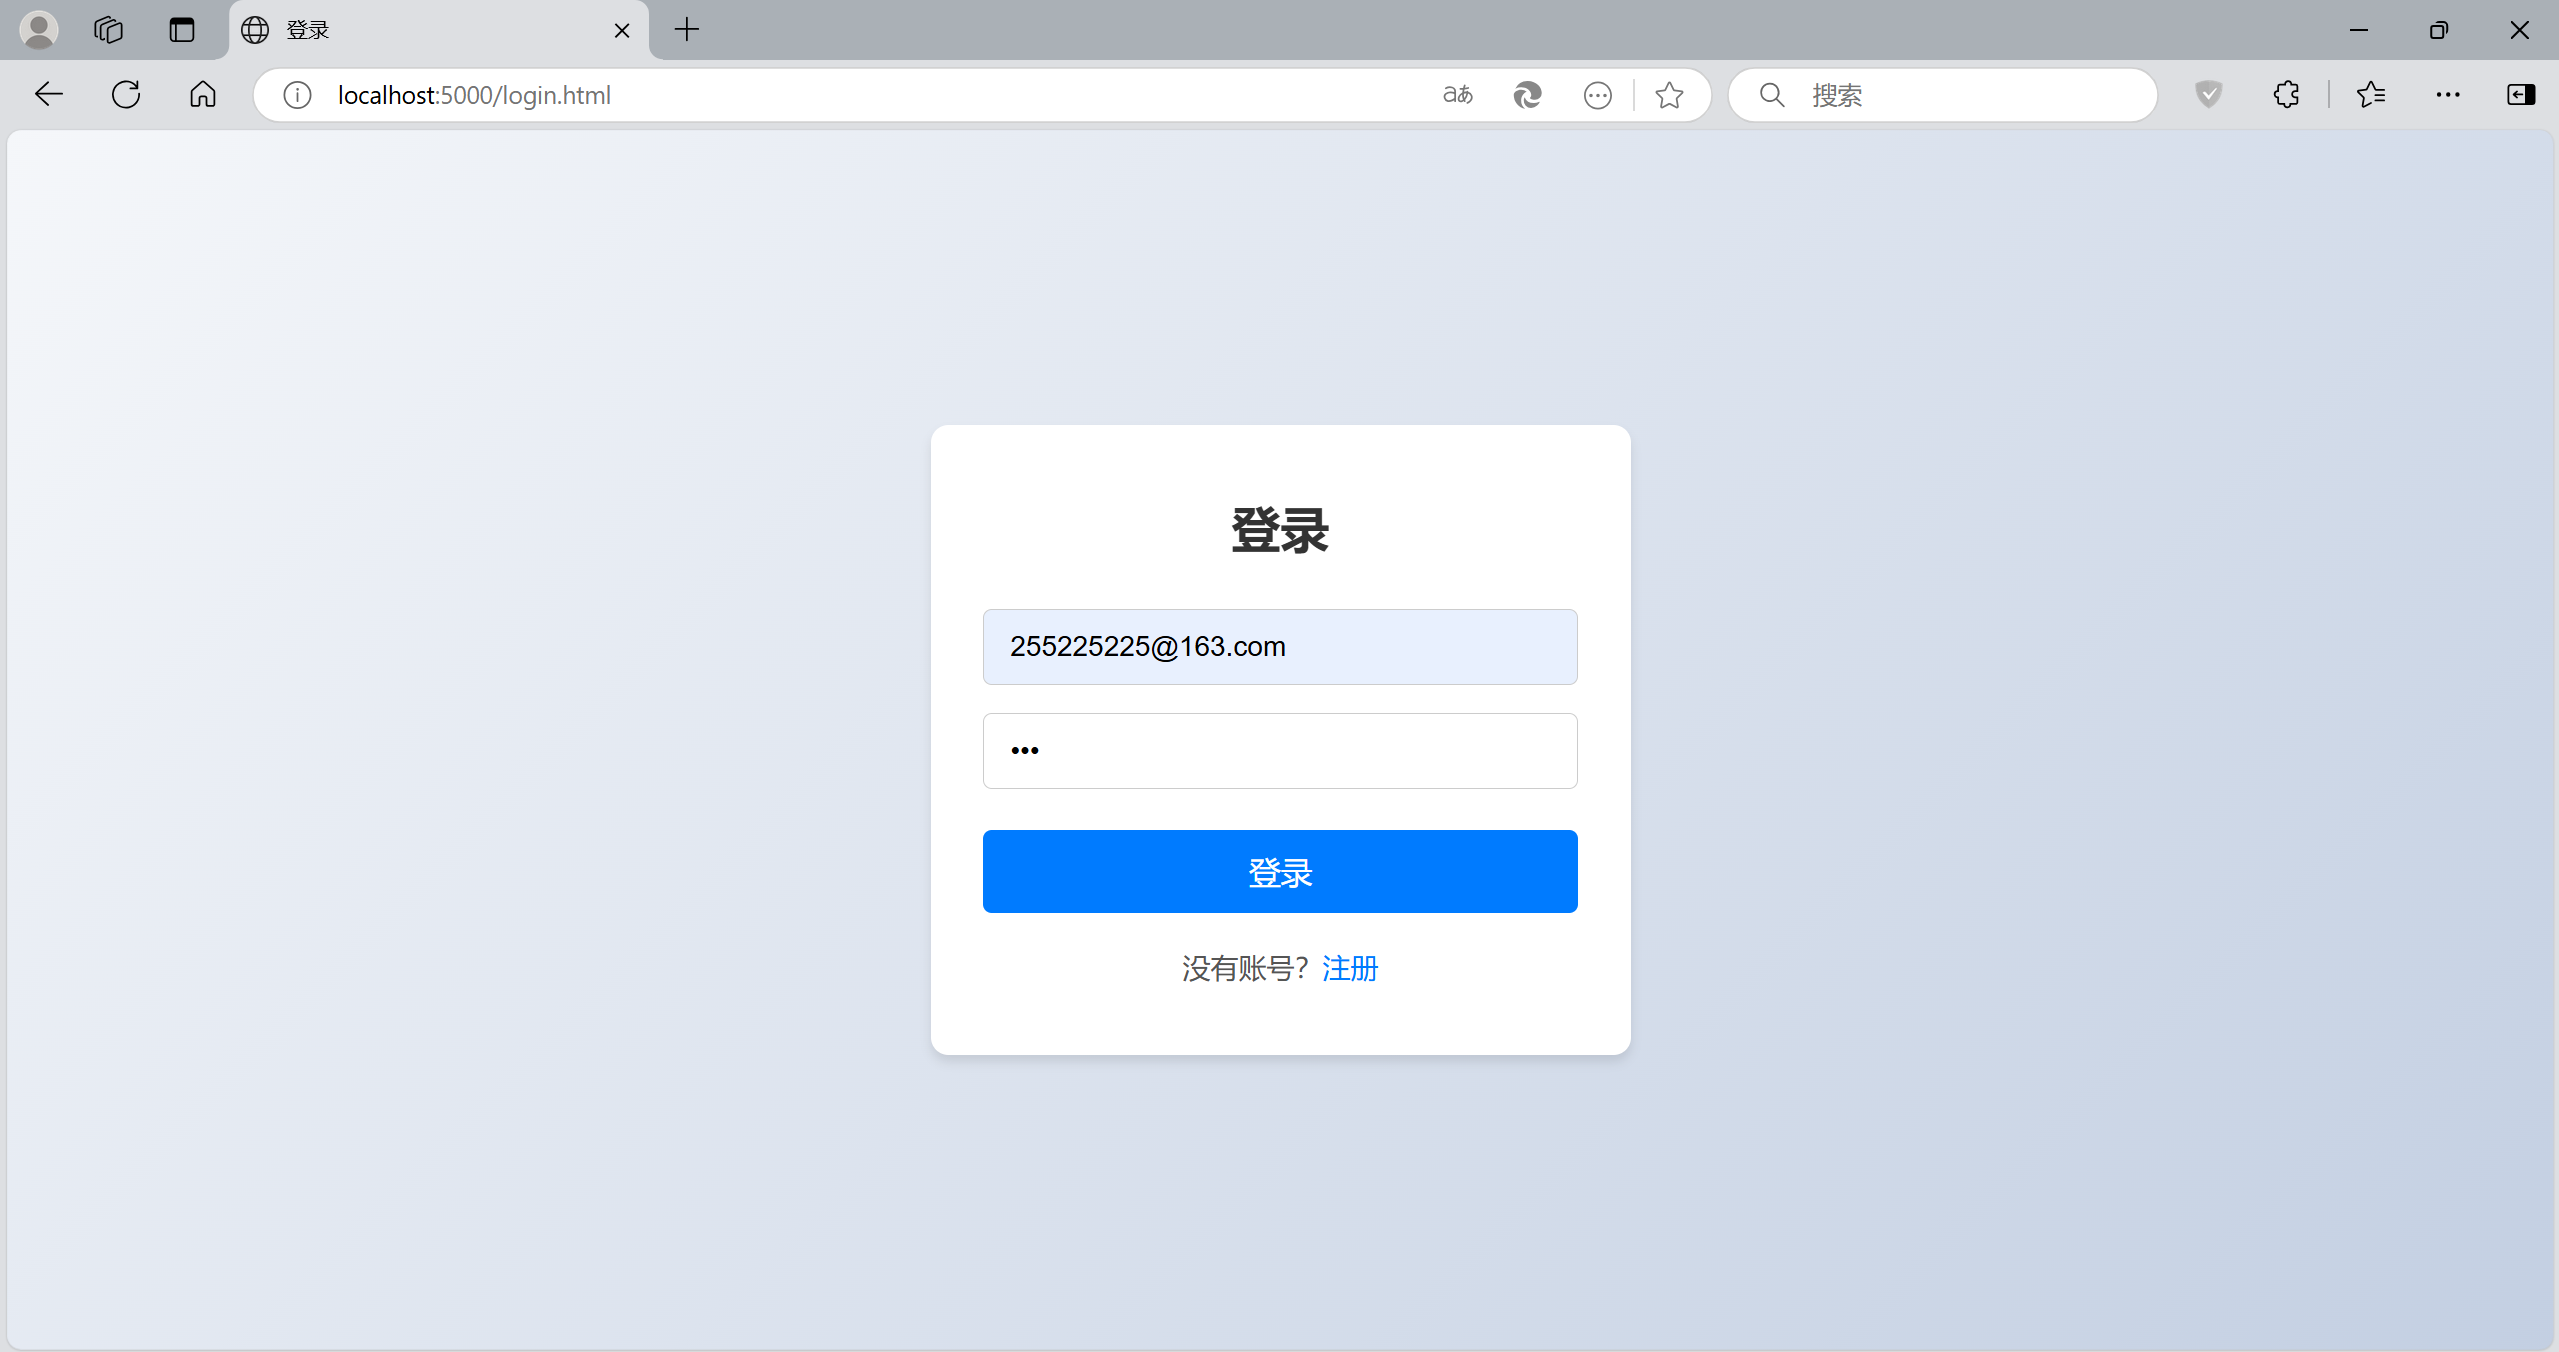 登录
localhost:5000/login.html
aあ
搜索
登录
255225225@163.com
•••
登录
没有账号？注册